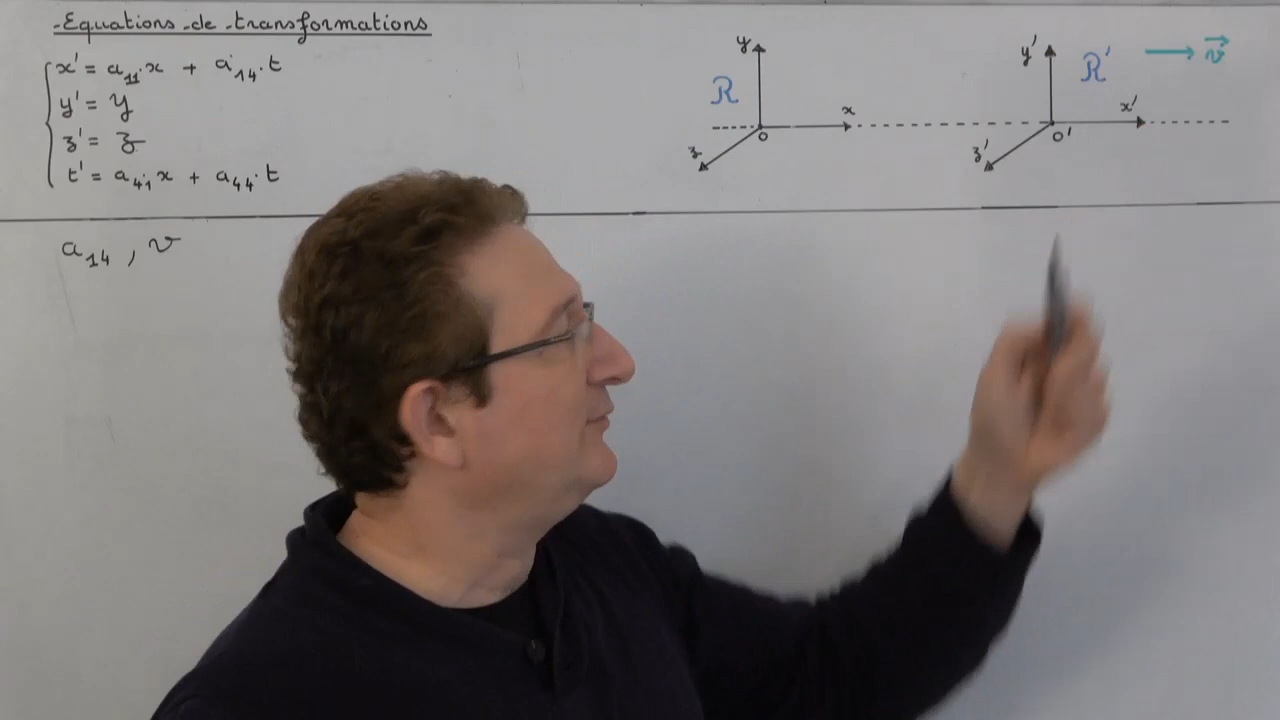 Equations de transformations
x' = a₁₁.x + a₁₄.t
y' = y
z' = z
t' = a₄₁.x + a₄₄.t
a₁₄, v
y
R
x
O
z
y'
R'
v⃗
x'
O'
z'